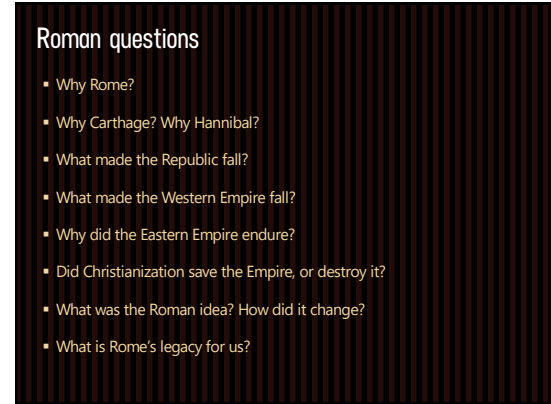 Roman questions
▪ Why Rome?
▪ Why Carthage? Why Hannibal?
▪ What made the Republic fall?
▪ What made the Western Empire fall?
▪ Why did the Eastern Empire endure?
▪ Did Christianization save the Empire, or destroy it?
▪ What was the Roman idea? How did it change?
▪ What is Rome’s legacy for us?